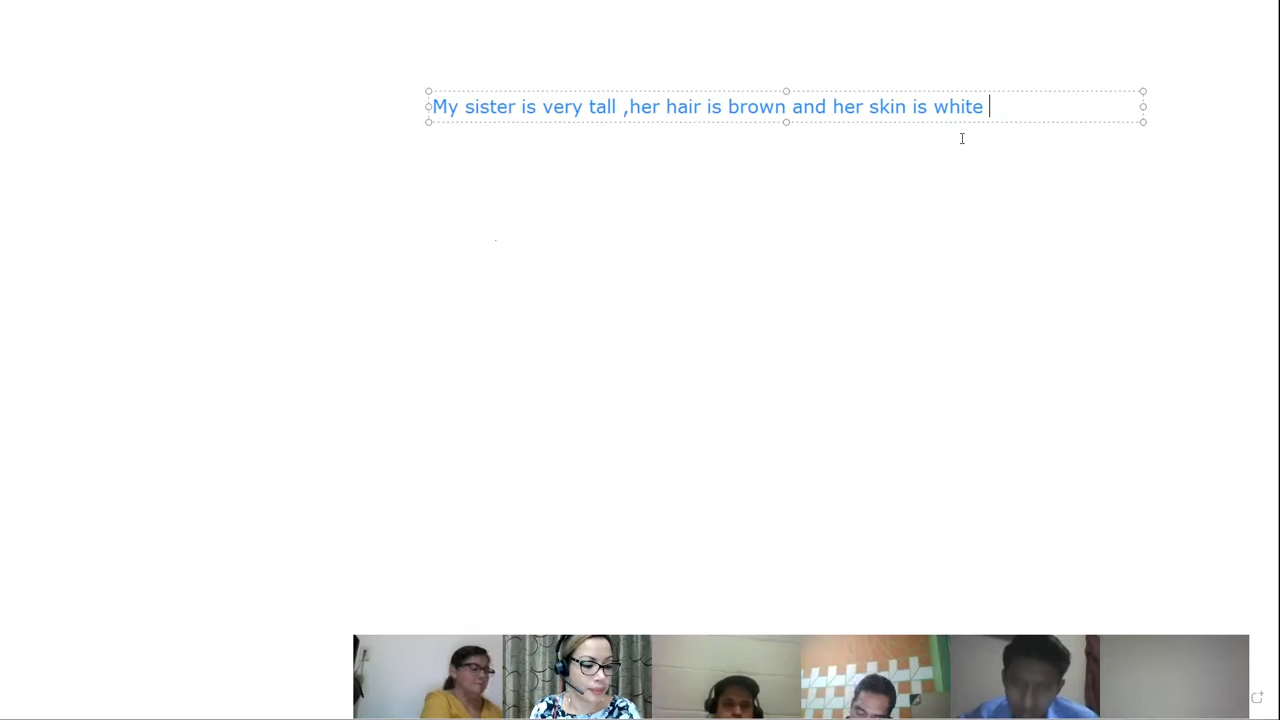 My sister is very tall ,her hair is brown and her skin is white